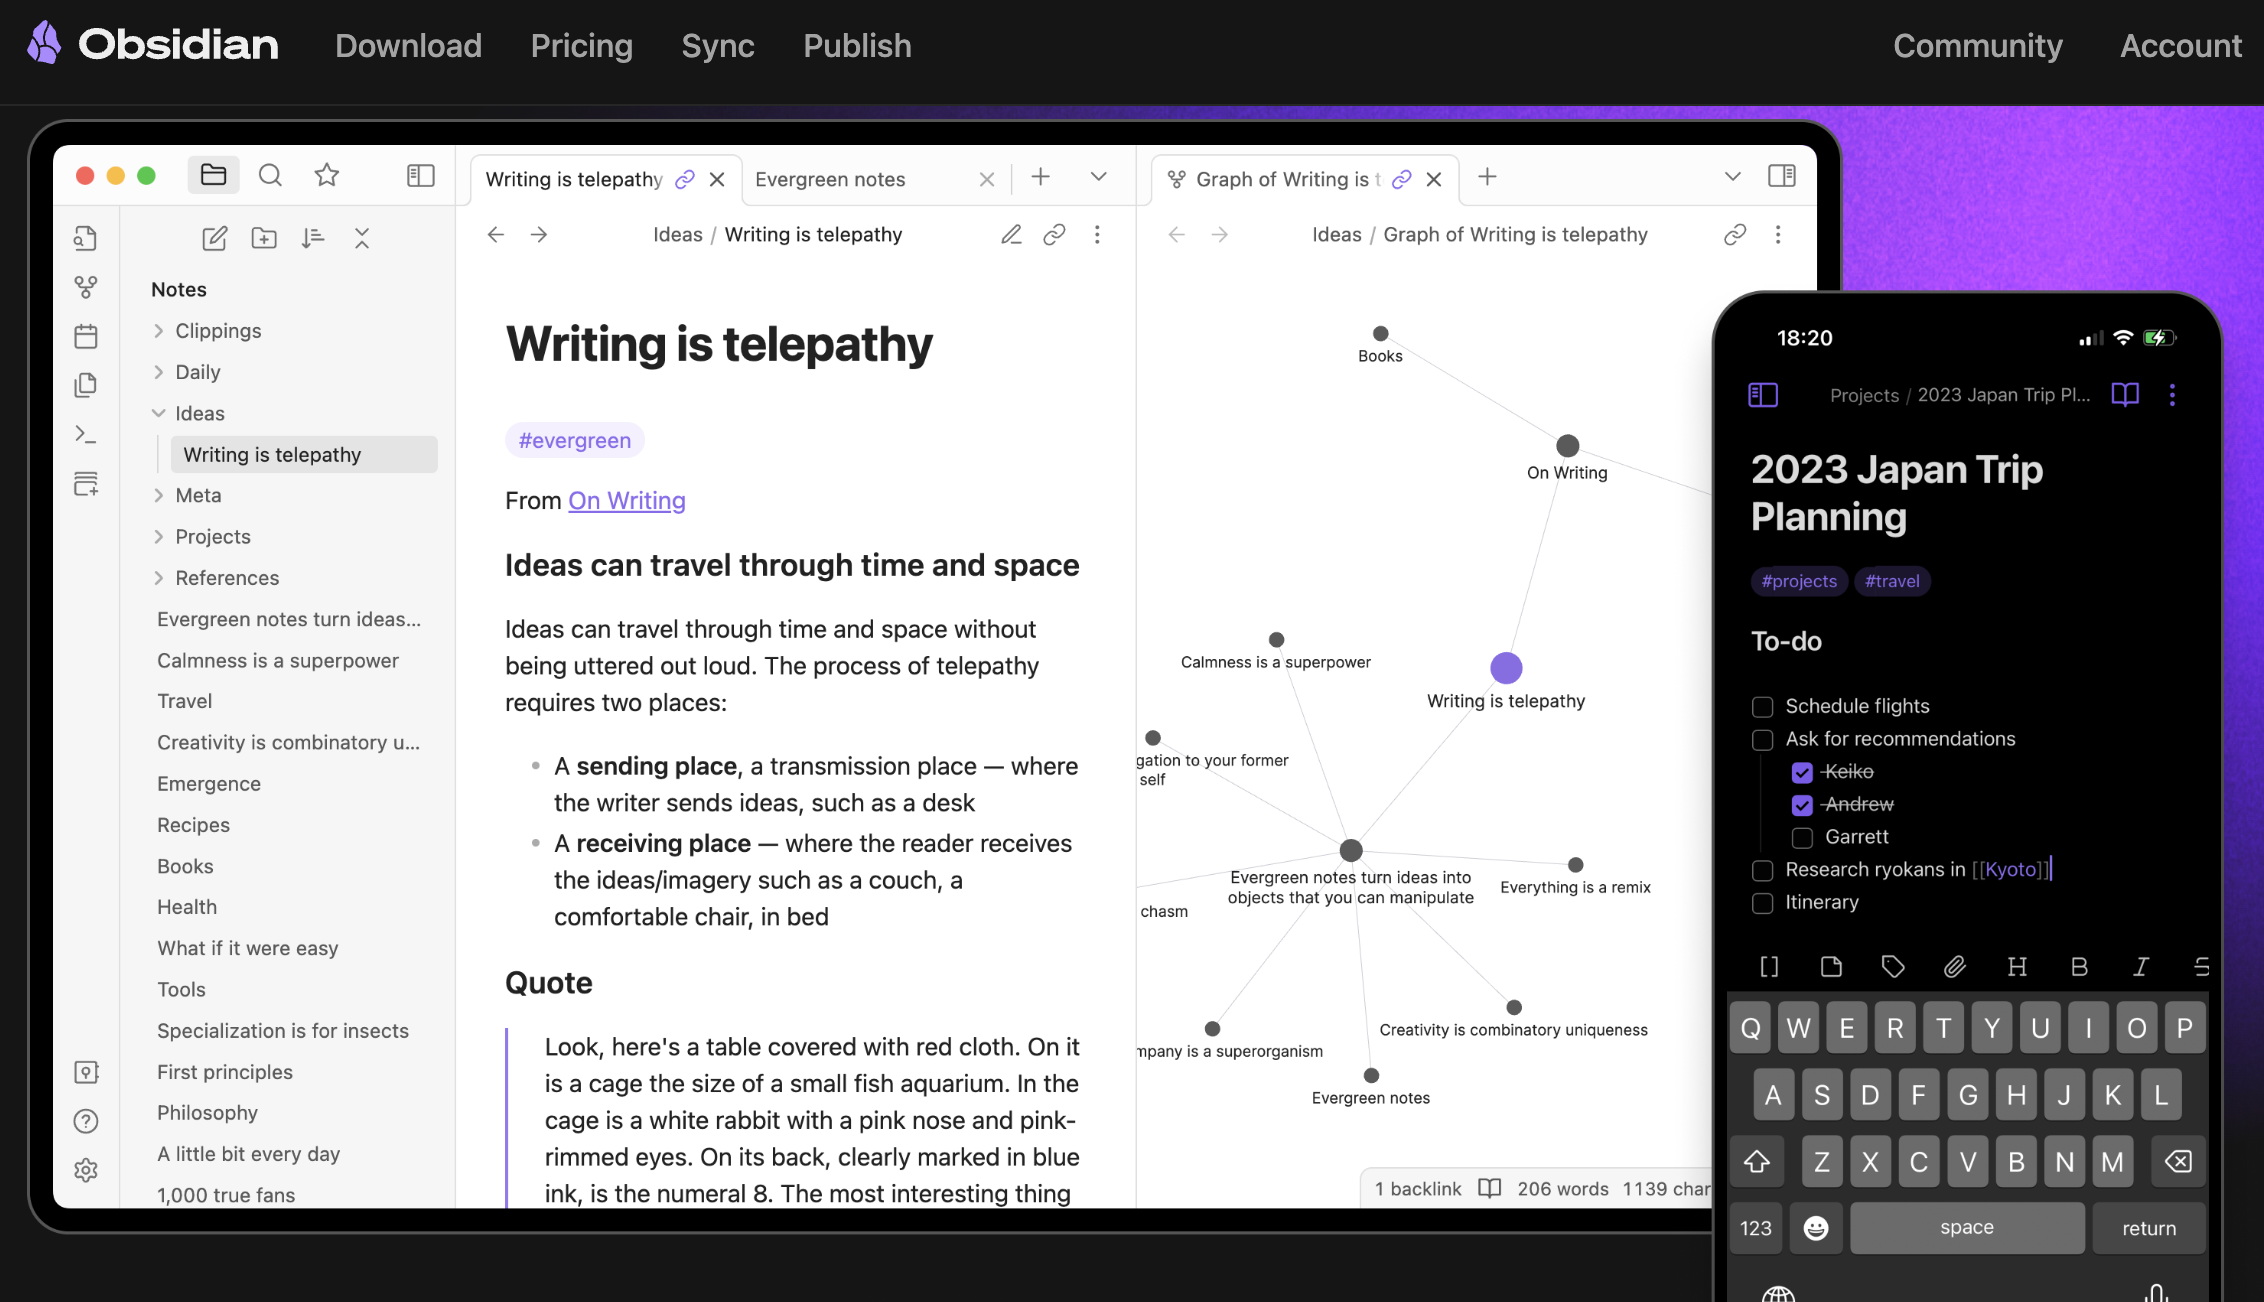 Obsidian Download Pricing Sync Publish Community Account
Writing is telepathy
Evergreen notes
Graph of Writing is
Ideas / Writing is telepathy
Ideas / Graph of Writing is telepathy
Notes
Clippings
Daily
Ideas
Writing is telepathy
Meta
Projects
References
Evergreen notes turn ideas...
Calmness is a superpower
Travel
Creativity is combinatory u...
Emergence
Recipes
Books
Health
What if it were easy
Tools
Specialization is for insects
First principles
Philosophy
A little bit every day
1,000 true fans
Writing is telepathy
#evergreen
From On Writing
Ideas can travel through time and space
Ideas can travel through time and space without
being uttered out loud. The process of telepathy
requires two places:
• A sending place, a transmission place — where
the writer sends ideas, such as a desk
• A receiving place — where the reader receives
the ideas/imagery such as a couch, a
comfortable chair, in bed
Quote
Look, here's a table covered with red cloth. On it
is a cage the size of a small fish aquarium. In the
cage is a white rabbit with a pink nose and pink-
rimmed eyes. On its back, clearly marked in blue
ink, is the numeral 8. The most interesting thing
Books
On Writing
Calmness is a superpower
Writing is telepathy
gation to your former
self
Evergreen notes turn ideas into
objects that you can manipulate
Everything is a remix
chasm
Creativity is combinatory uniqueness
mpany is a superorganism
Evergreen notes
1 backlink 206 words 1139 char
18:20
Projects / 2023 Japan Trip Pl...
2023 Japan Trip
Planning
#projects #travel
To-do
Schedule flights
Ask for recommendations
Keiko
Andrew
Garrett
Research ryokans in [[Kyoto]]
Itinerary
[] H B I S
Q W E R T Y U I O P
A S D F G H J K L
Z X C V B N M
123 space return